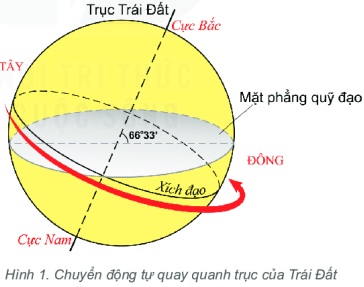 Trục Trái Đất
Cực Bắc
TÂY
Mặt phẳng quỹ đạo
66°33'
ĐÔNG
Xích đạo
Cực Nam
Hình 1. Chuyển động tự quay quanh trục của Trái Đất